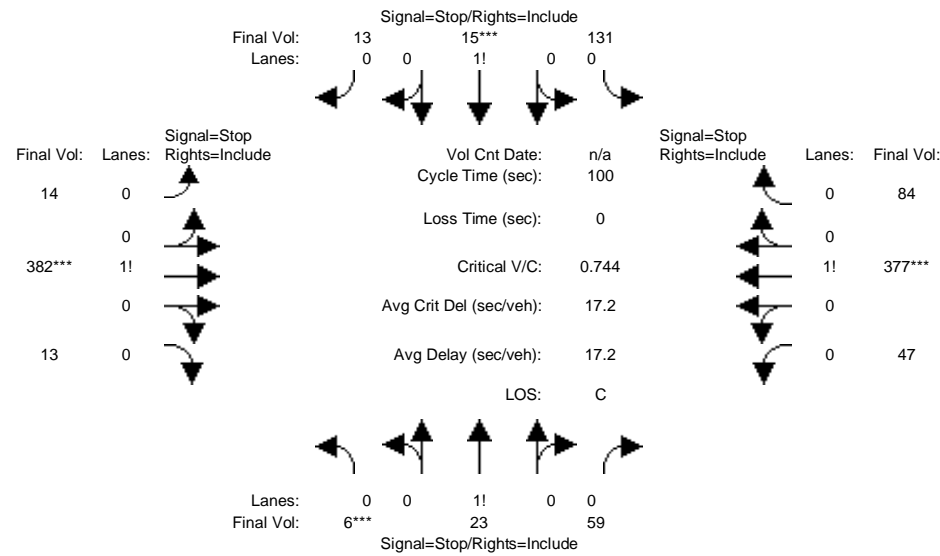 Signal=Stop/Rights=Include
Final Vol: 13 15*** 131
Lanes: 0 0 1! 0 0
Signal=Stop
Final Vol: Lanes: Rights=Include
Vol Cnt Date: n/a
Signal=Stop
Rights=Include Lanes: Final Vol:
Cycle Time (sec): 100
14 0
0 84
Loss Time (sec): 0
0
0
382*** 1!
Critical V/C: 0.744
1! 377***
0
Avg Crit Del (sec/veh): 17.2
0
13 0
Avg Delay (sec/veh): 17.2
0 47
LOS: C
Lanes: 0 0 1! 0 0
Final Vol: 6*** 23 59
Signal=Stop/Rights=Include